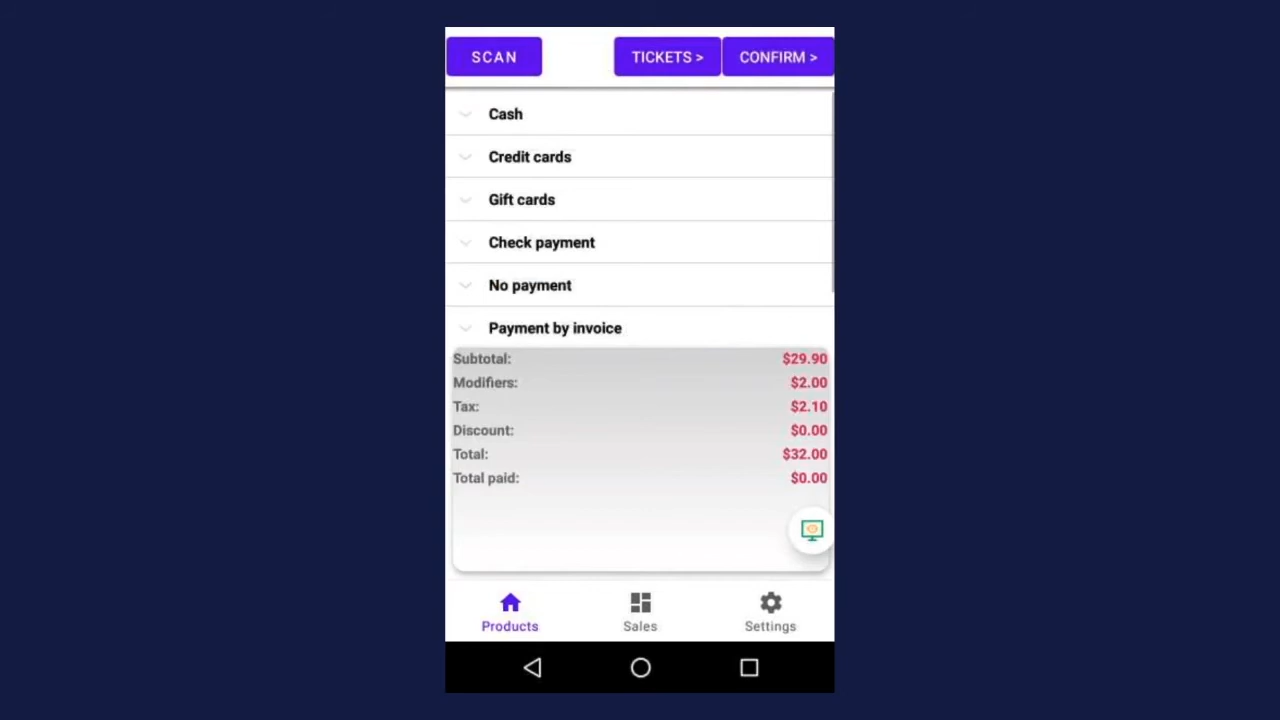 SCAN TICKETS > CONFIRM >
Cash
Credit cards
Gift cards
Check payment
No payment
Payment by invoice
Subtotal: $29.90
Modifiers: $2.00
Tax: $2.10
Discount: $0.00
Total: $32.00
Total paid: $0.00
Products Sales Settings